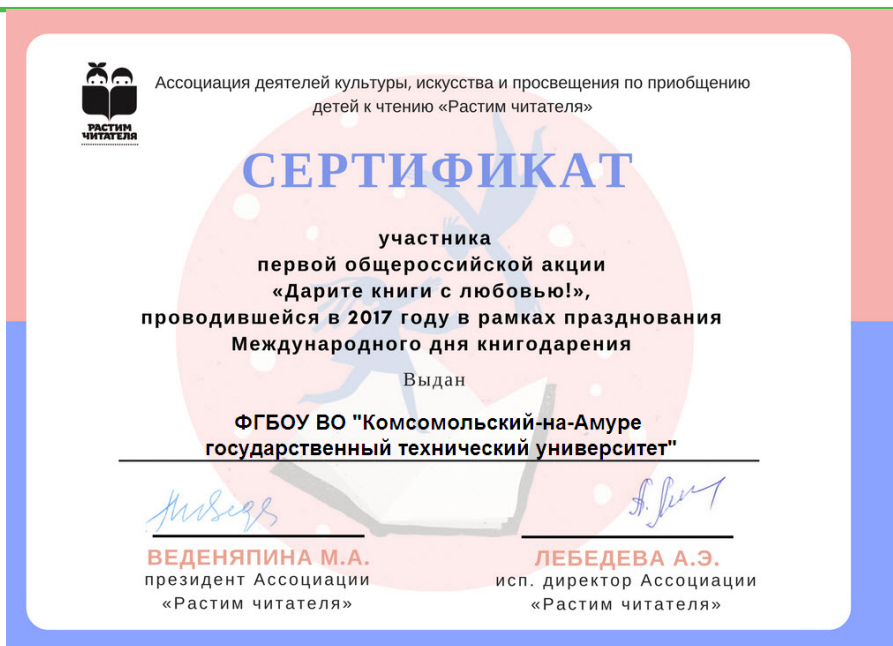 РАСТИМ
ЧИТАТЕЛЯ
Ассоциация деятелей культуры, искусства и просвещения по приобщению
детей к чтению «Растим читателя»
СЕРТИФИКАТ
участника
первой общероссийской акции
«Дарите книги с любовью!»,
проводившейся в 2017 году в рамках празднования
Международного дня книгодарения
Выдан
ФГБОУ ВО "Комсомольский-на-Амуре
государственный технический университет"
ВЕДЕНЯПИНА М.А.
президент Ассоциации
«Растим читателя»
ЛЕБЕДЕВА А.Э.
исп. директор Ассоциации
«Растим читателя»